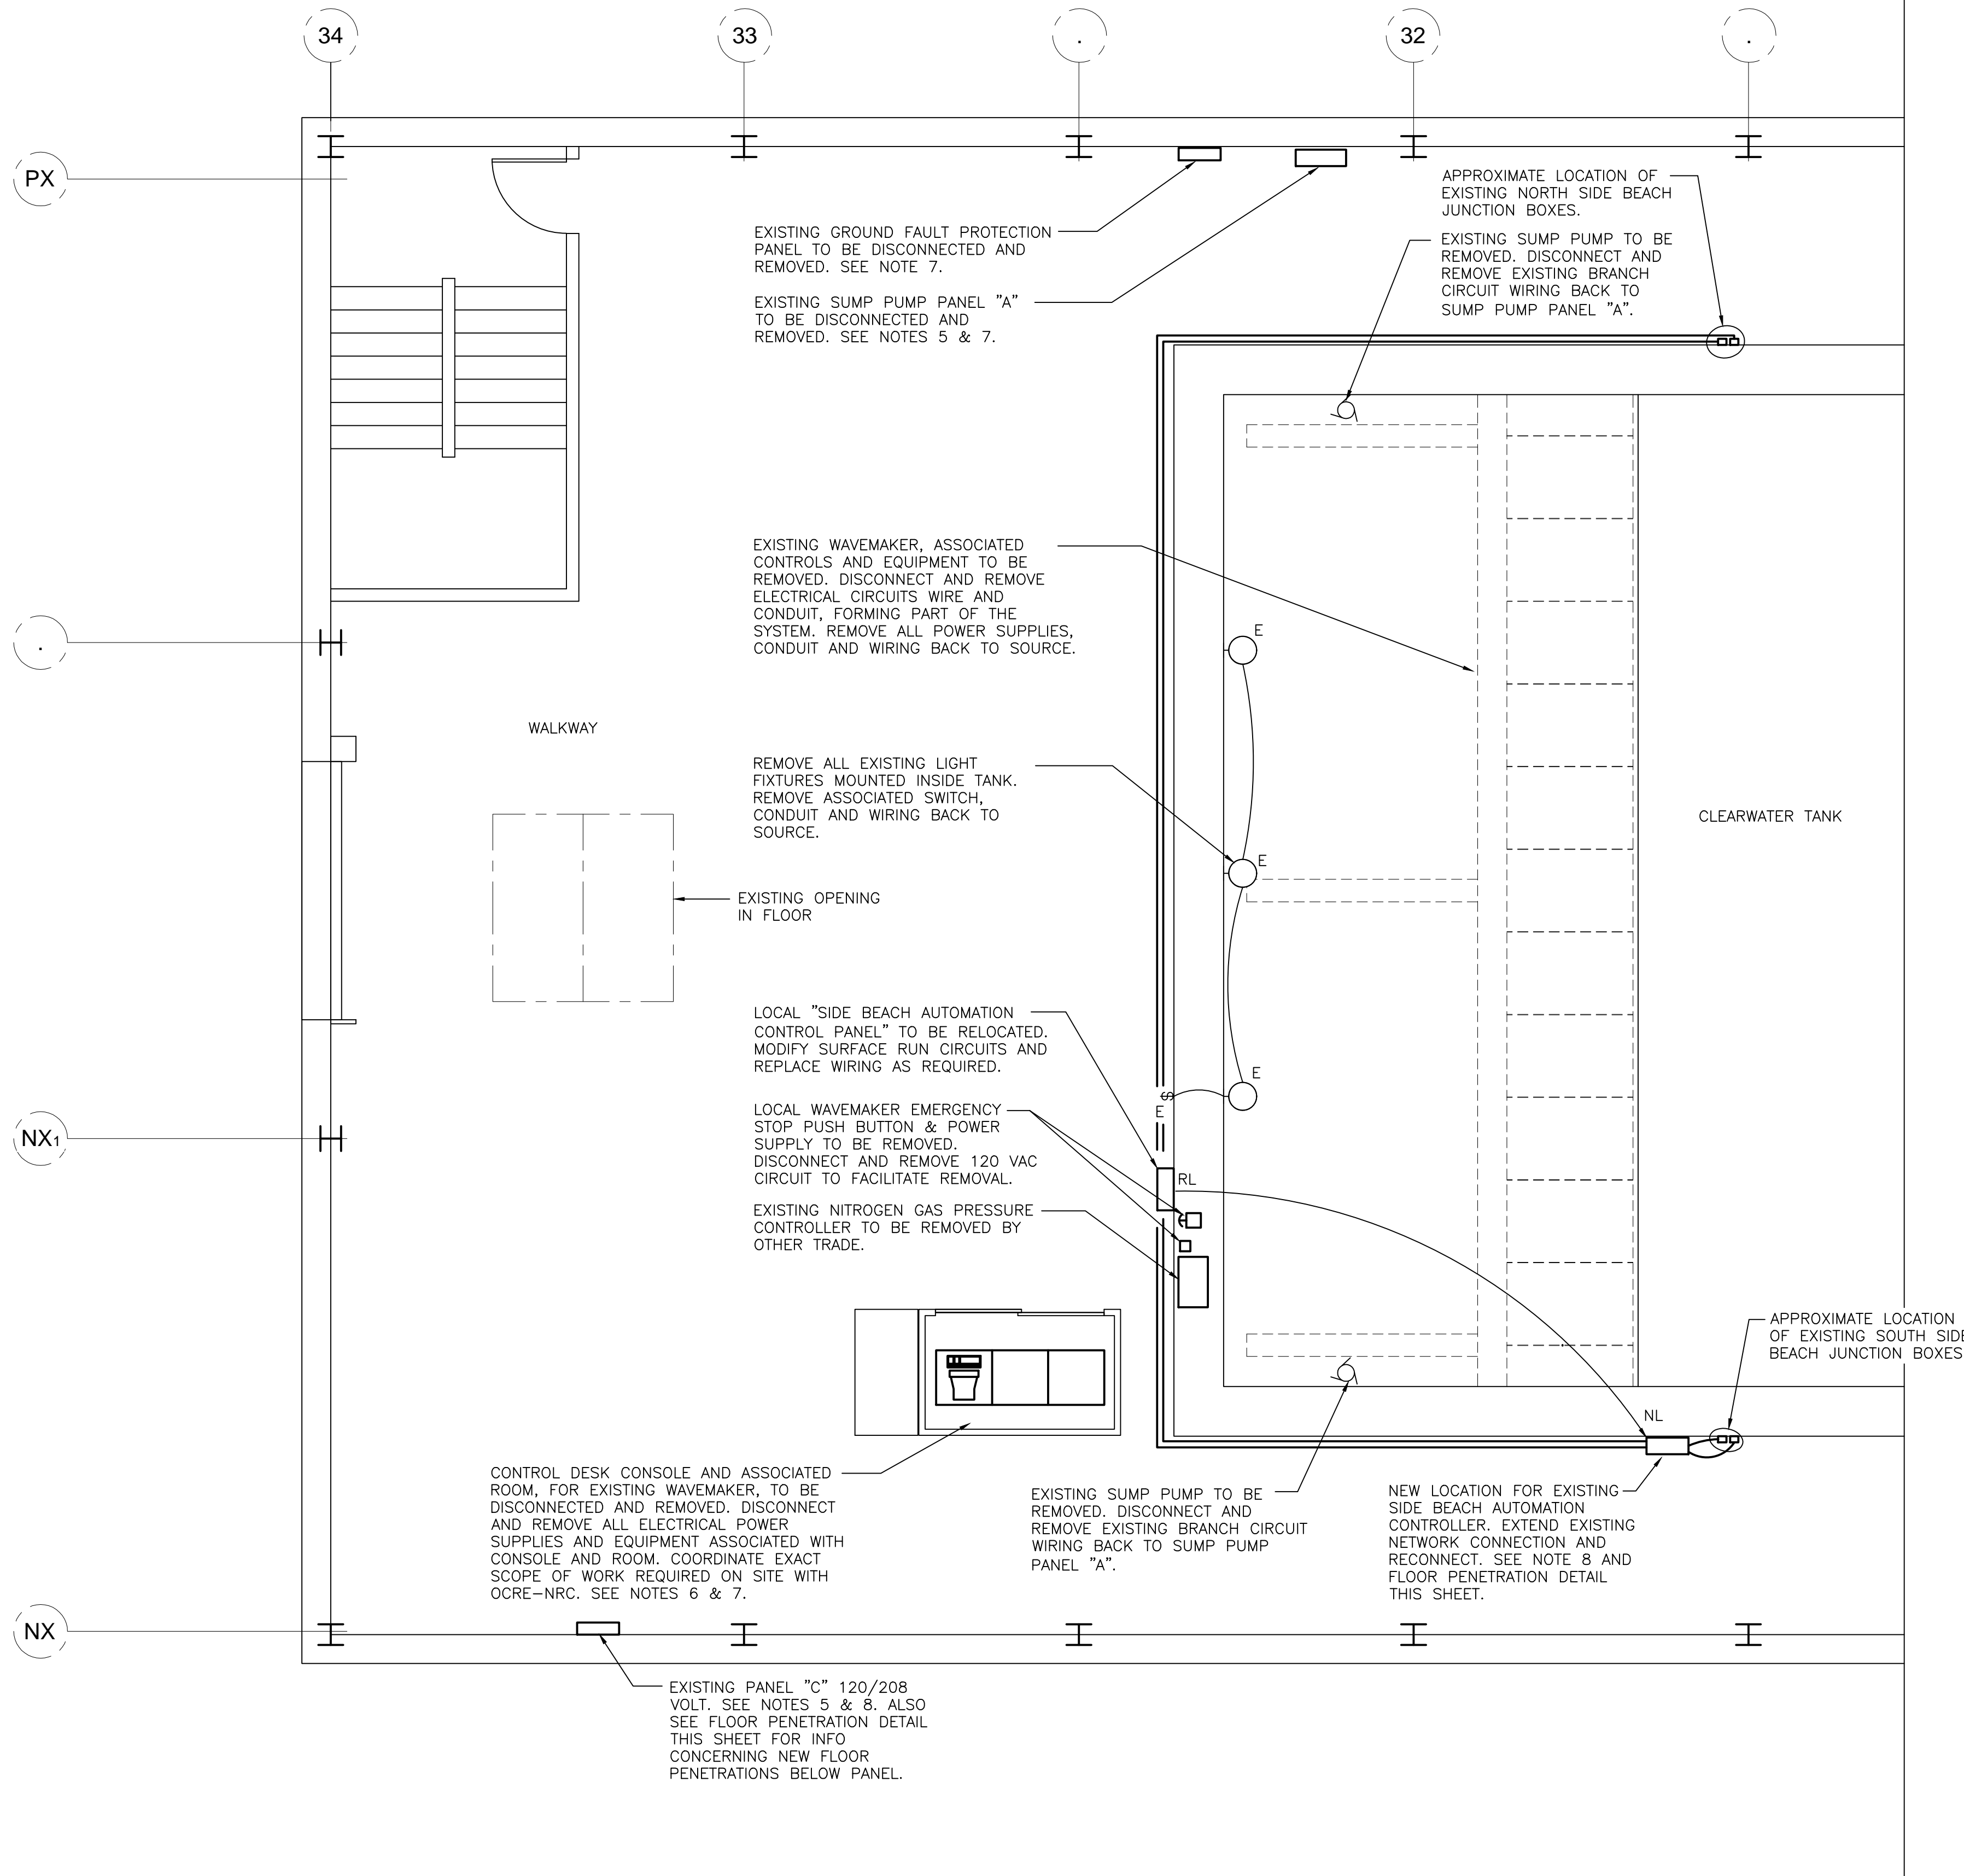 34
33
.
32
.
PX
APPROXIMATE LOCATION OF
EXISTING NORTH SIDE BEACH
JUNCTION BOXES.
EXISTING GROUND FAULT PROTECTION
PANEL TO BE DISCONNECTED AND
REMOVED. SEE NOTE 7.
EXISTING SUMP PUMP TO BE
REMOVED. DISCONNECT AND
REMOVE EXISTING BRANCH
CIRCUIT WIRING BACK TO
SUMP PUMP PANEL "A".
EXISTING SUMP PUMP PANEL "A"
TO BE DISCONNECTED AND
REMOVED. SEE NOTES 5 & 7.
EXISTING WAVEMAKER, ASSOCIATED
CONTROLS AND EQUIPMENT TO BE
REMOVED. DISCONNECT AND REMOVE
ELECTRICAL CIRCUITS WIRE AND
CONDUIT, FORMING PART OF THE
SYSTEM. REMOVE ALL POWER SUPPLIES,
CONDUIT AND WIRING BACK TO SOURCE.
E
.
WALKWAY
REMOVE ALL EXISTING LIGHT
FIXTURES MOUNTED INSIDE TANK.
REMOVE ASSOCIATED SWITCH,
CONDUIT AND WIRING BACK TO
SOURCE.
CLEARWATER TANK
E
EXISTING OPENING
IN FLOOR
LOCAL "SIDE BEACH AUTOMATION
CONTROL PANEL" TO BE RELOCATED.
MODIFY SURFACE RUN CIRCUITS AND
REPLACE WIRING AS REQUIRED.
E
S
E
LOCAL WAVEMAKER EMERGENCY
STOP PUSH BUTTON & POWER
SUPPLY TO BE REMOVED.
DISCONNECT AND REMOVE 120 VAC
CIRCUIT TO FACILITATE REMOVAL.
NX1
RL
EXISTING NITROGEN GAS PRESSURE
CONTROLLER TO BE REMOVED BY
OTHER TRADE.
APPROXIMATE LOCATION
OF EXISTING SOUTH SIDE
BEACH JUNCTION BOXES
NL
CONTROL DESK CONSOLE AND ASSOCIATED
ROOM, FOR EXISTING WAVEMAKER, TO BE
DISCONNECTED AND REMOVED. DISCONNECT
AND REMOVE ALL ELECTRICAL POWER
SUPPLIES AND EQUIPMENT ASSOCIATED WITH
CONSOLE AND ROOM. COORDINATE EXACT
SCOPE OF WORK REQUIRED ON SITE WITH
OCRE-NRC. SEE NOTES 6 & 7.
EXISTING SUMP PUMP TO BE
REMOVED. DISCONNECT AND
REMOVE EXISTING BRANCH CIRCUIT
WIRING BACK TO SUMP PUMP
PANEL "A".
NEW LOCATION FOR EXISTING
SIDE BEACH AUTOMATION
CONTROLLER. EXTEND EXISTING
NETWORK CONNECTION AND
RECONNECT. SEE NOTE 8 AND
FLOOR PENETRATION DETAIL
THIS SHEET.
NX
EXISTING PANEL "C" 120/208
VOLT. SEE NOTES 5 & 8. ALSO
SEE FLOOR PENETRATION DETAIL
THIS SHEET FOR INFO
CONCERNING NEW FLOOR
PENETRATIONS BELOW PANEL.